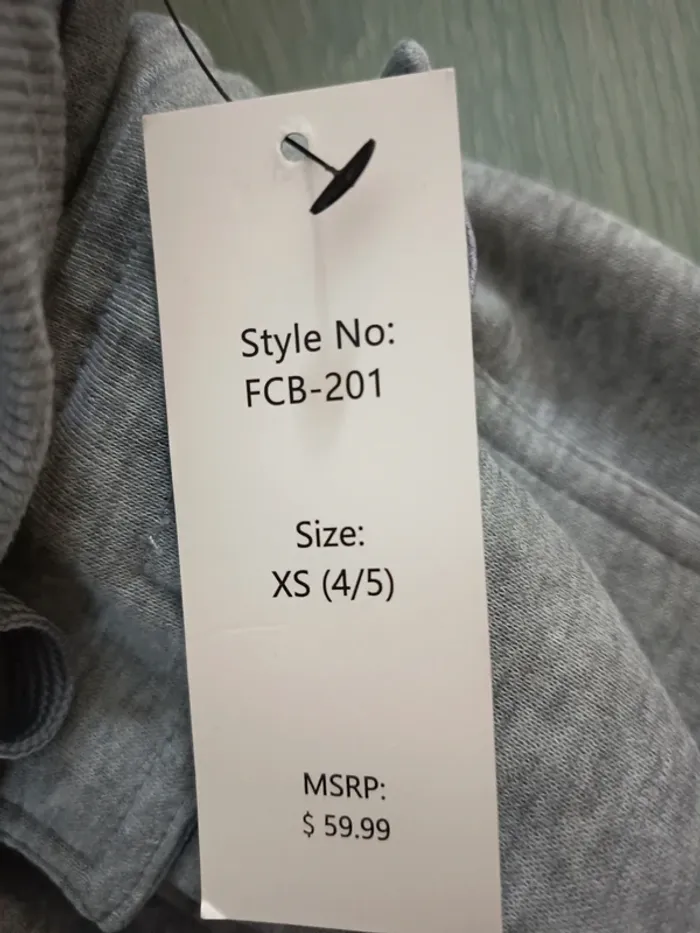 Style No:
FCB-201
Size:
XS (4/5)
MSRP:
$ 59.99